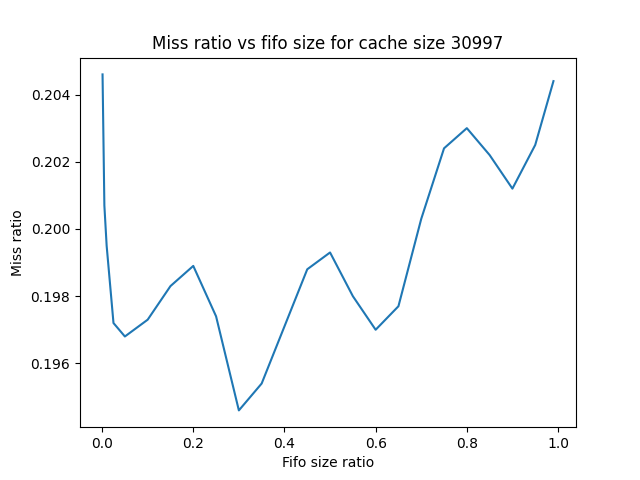 Miss ratio vs fifo size for cache size 30997
0.204
0.202
0.200
0.198
0.196
Miss ratio
0.0 0.2 0.4 0.6 0.8 1.0
Fifo size ratio